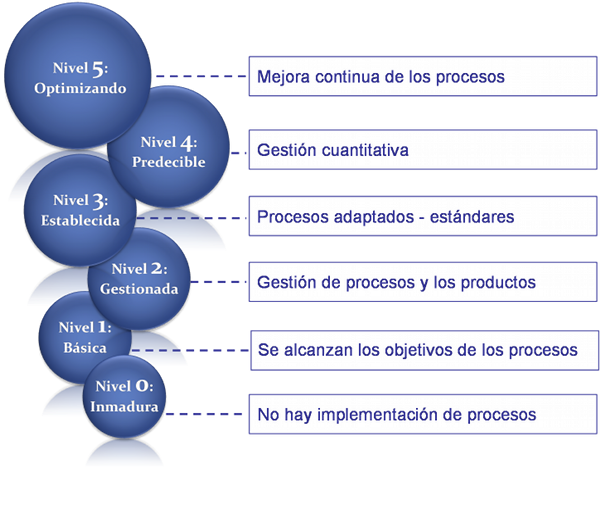 Nivel 5:
Optimizando
Mejora continua de los procesos
Nivel 4:
Predecible
Gestión cuantitativa
Nivel 3:
Establecida
Procesos adaptados - estándares
Nivel 2:
Gestionada
Gestión de procesos y los productos
Nivel 1:
Básica
Se alcanzan los objetivos de los procesos
Nivel 0:
Inmadura
No hay implementación de procesos